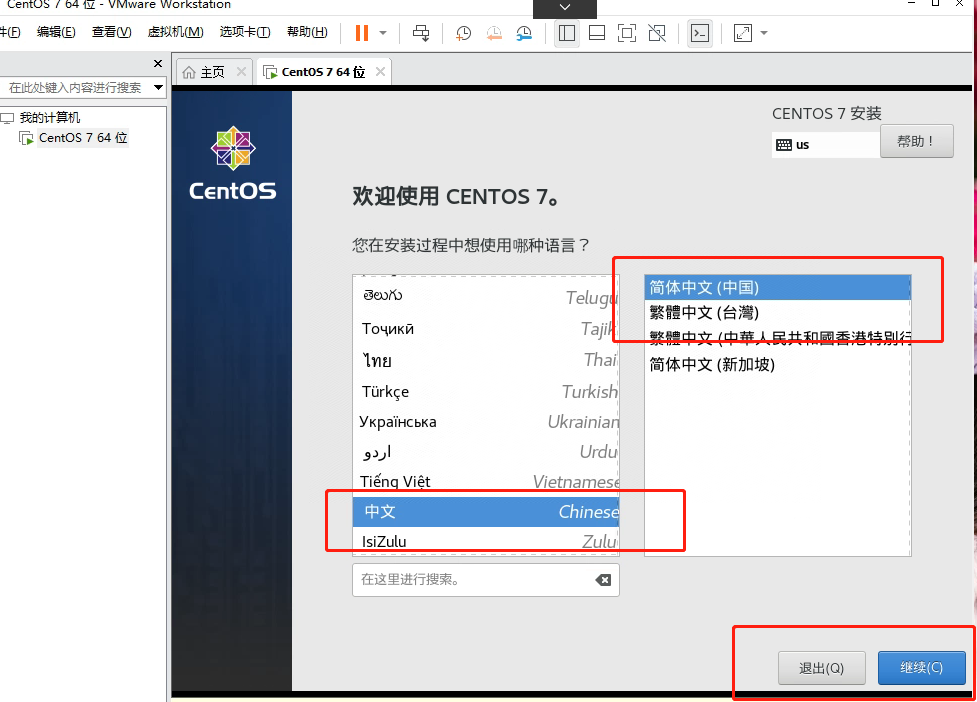 CentOS 7 64 位 - VMware Workstation
件(F) 编辑(E) 查看(V) 虚拟机(M) 选项卡(T) 帮助(H)
主页 CentOS 7 64 位
在此处键入内容进行搜索
我的计算机
CentOS 7 64 位
CentOS
CENTOS 7 安装
us
帮助！
欢迎使用 CENTOS 7。
您在安装过程中想使用哪种语言？
తెలుగు Telugu
Тоҷикӣ Tajik
ไทย Thai
Türkçe Turkish
Українська Ukrainian
اردو Urdu
Tiếng Việt Vietnamese
中文 Chinese
IsiZulu Zulu
简体中文 (中国)
繁體中文 (台灣)
繁體中文 (中華人民共和國香港特別行
简体中文 (新加坡)
在这里进行搜索。
退出(Q)
继续(C)